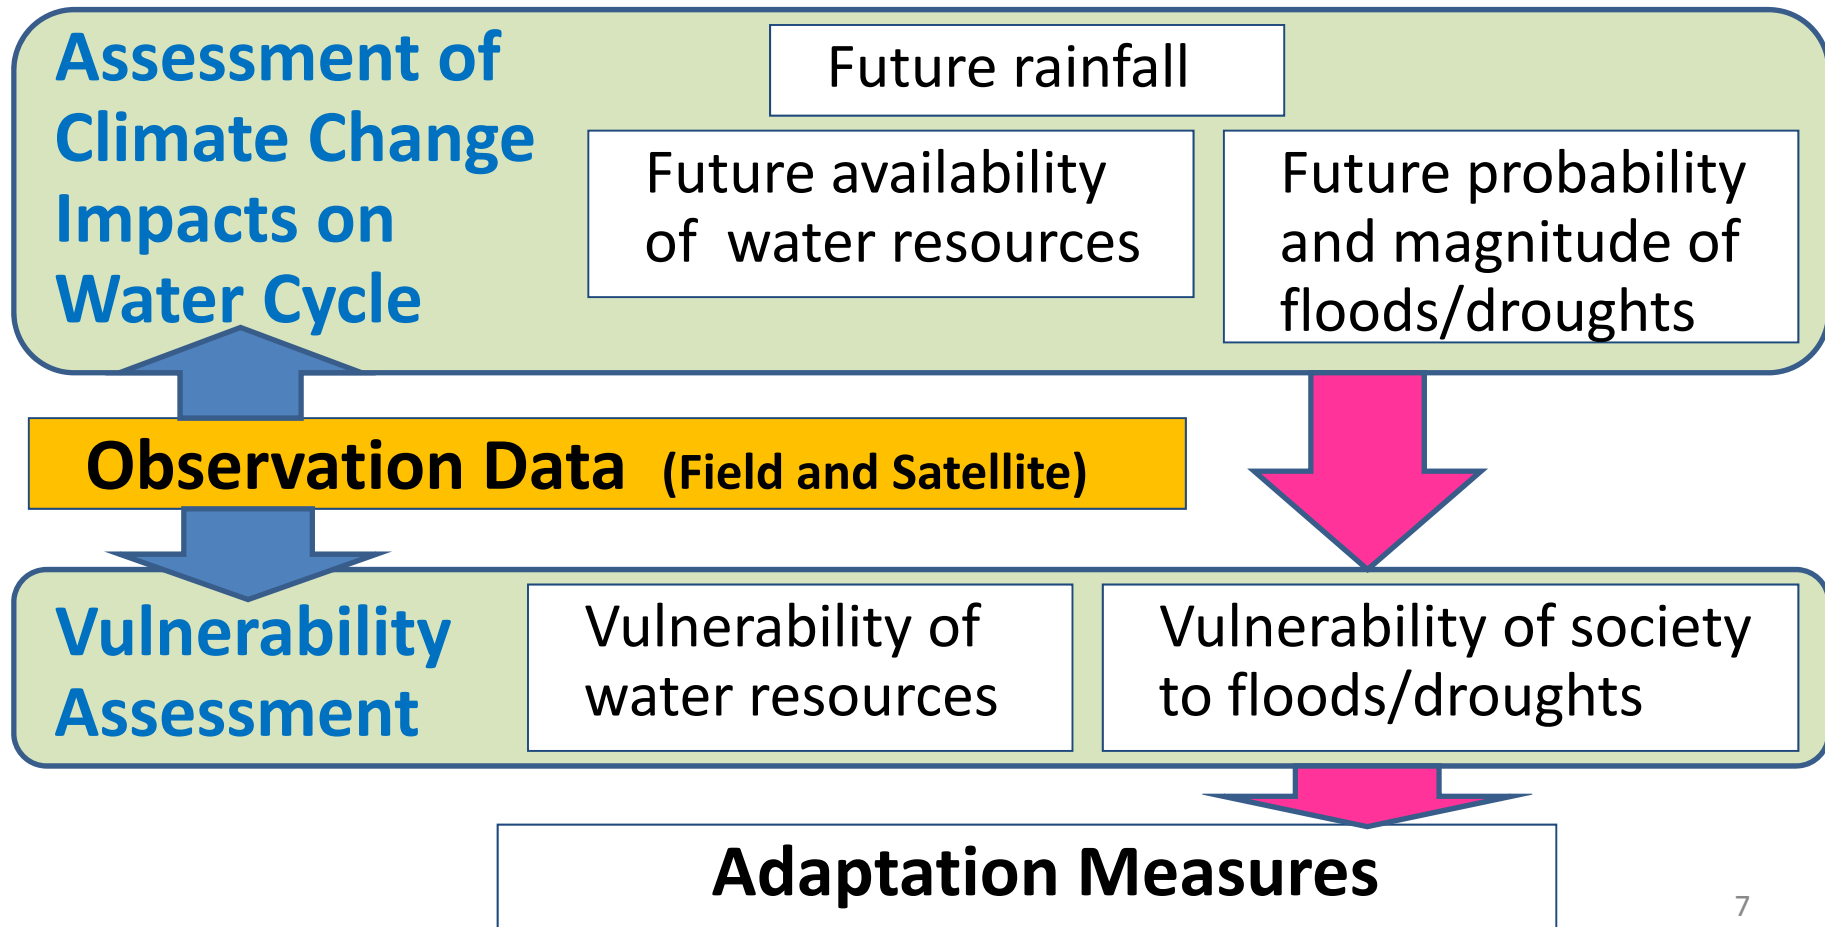 Assessment of
Climate Change
Impacts on
Water Cycle
Future rainfall
Future availability
of water resources
Future probability
and magnitude of
floods/droughts
Observation Data (Field and Satellite)
Vulnerability
Assessment
Vulnerability of
water resources
Vulnerability of society
to floods/droughts
Adaptation Measures
7